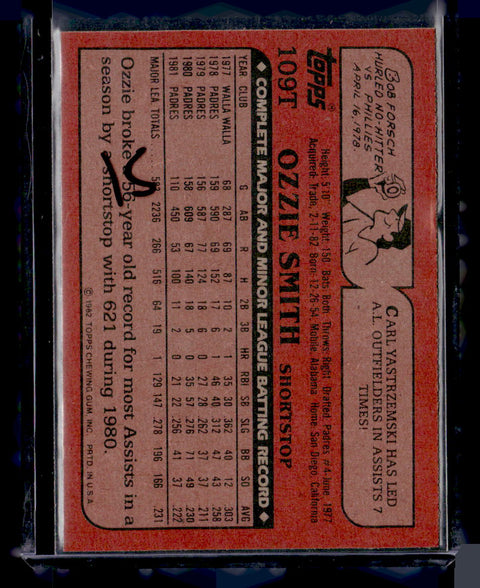 BOB FORSCH
HURLED NO-HITTER
VS. PHILLIES
APRIL 16, 1978.
CARL YASTRZEMSKI HAS LED
A.L. OUTFIELDERS IN ASSISTS 7
TIMES!
TOPPS®
109T OZZIE SMITH SHORTSTOP
Height: 5'10" Weight: 150 Bats: Both Throws: Right Drafted: Padres #4-June, 1977
Acquired: Trade, 2-11-82 Born: 12-26-54, Mobile, Alabama Home: San Diego, California
◆ COMPLETE MAJOR AND MINOR LEAGUE BATTING RECORD ◆
YEAR CLUB G AB R H 2B 3B HR RBI SB SLG BB SO AVG
1977 WALLA WALLA 68 287 69 87 10 2 1 35 30 362 40 12 303
1978 PADRES 159 590 69 152 17 6 1 46 40 312 47 43 258
1979 PADRES 156 587 77 124 18 6 0 27 28 262 37 37 211
1980 PADRES 158 609 67 140 18 5 0 35 57 276 71 49 230
1981 PADRES 110 450 53 100 11 2 0 21 22 256 41 37 222
MAJOR LEA TOTALS 2236 266 516 64 19 1 129 147 278 196 166 231
Ozzie broke 56-year old record for most Assists in a
season by shortstop with 621 during 1980.
© 1982 TOPPS CHEWING GUM, INC. PRTD. IN U.S.A.